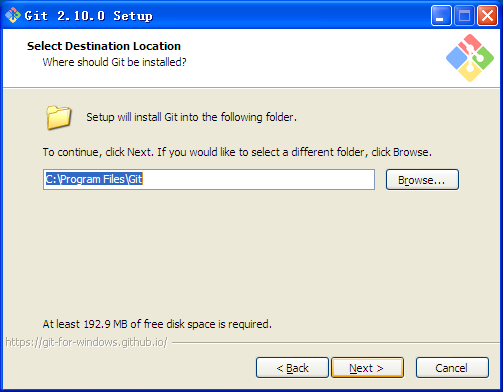 Git 2.10.0 Setup
Select Destination Location
Where should Git be installed?
Setup will install Git into the following folder.
To continue, click Next. If you would like to select a different folder, click Browse.
C:\Program Files\Git
Browse...
At least 192.9 MB of free disk space is required.
https://git-for-windows.github.io/
< Back
Next >
Cancel